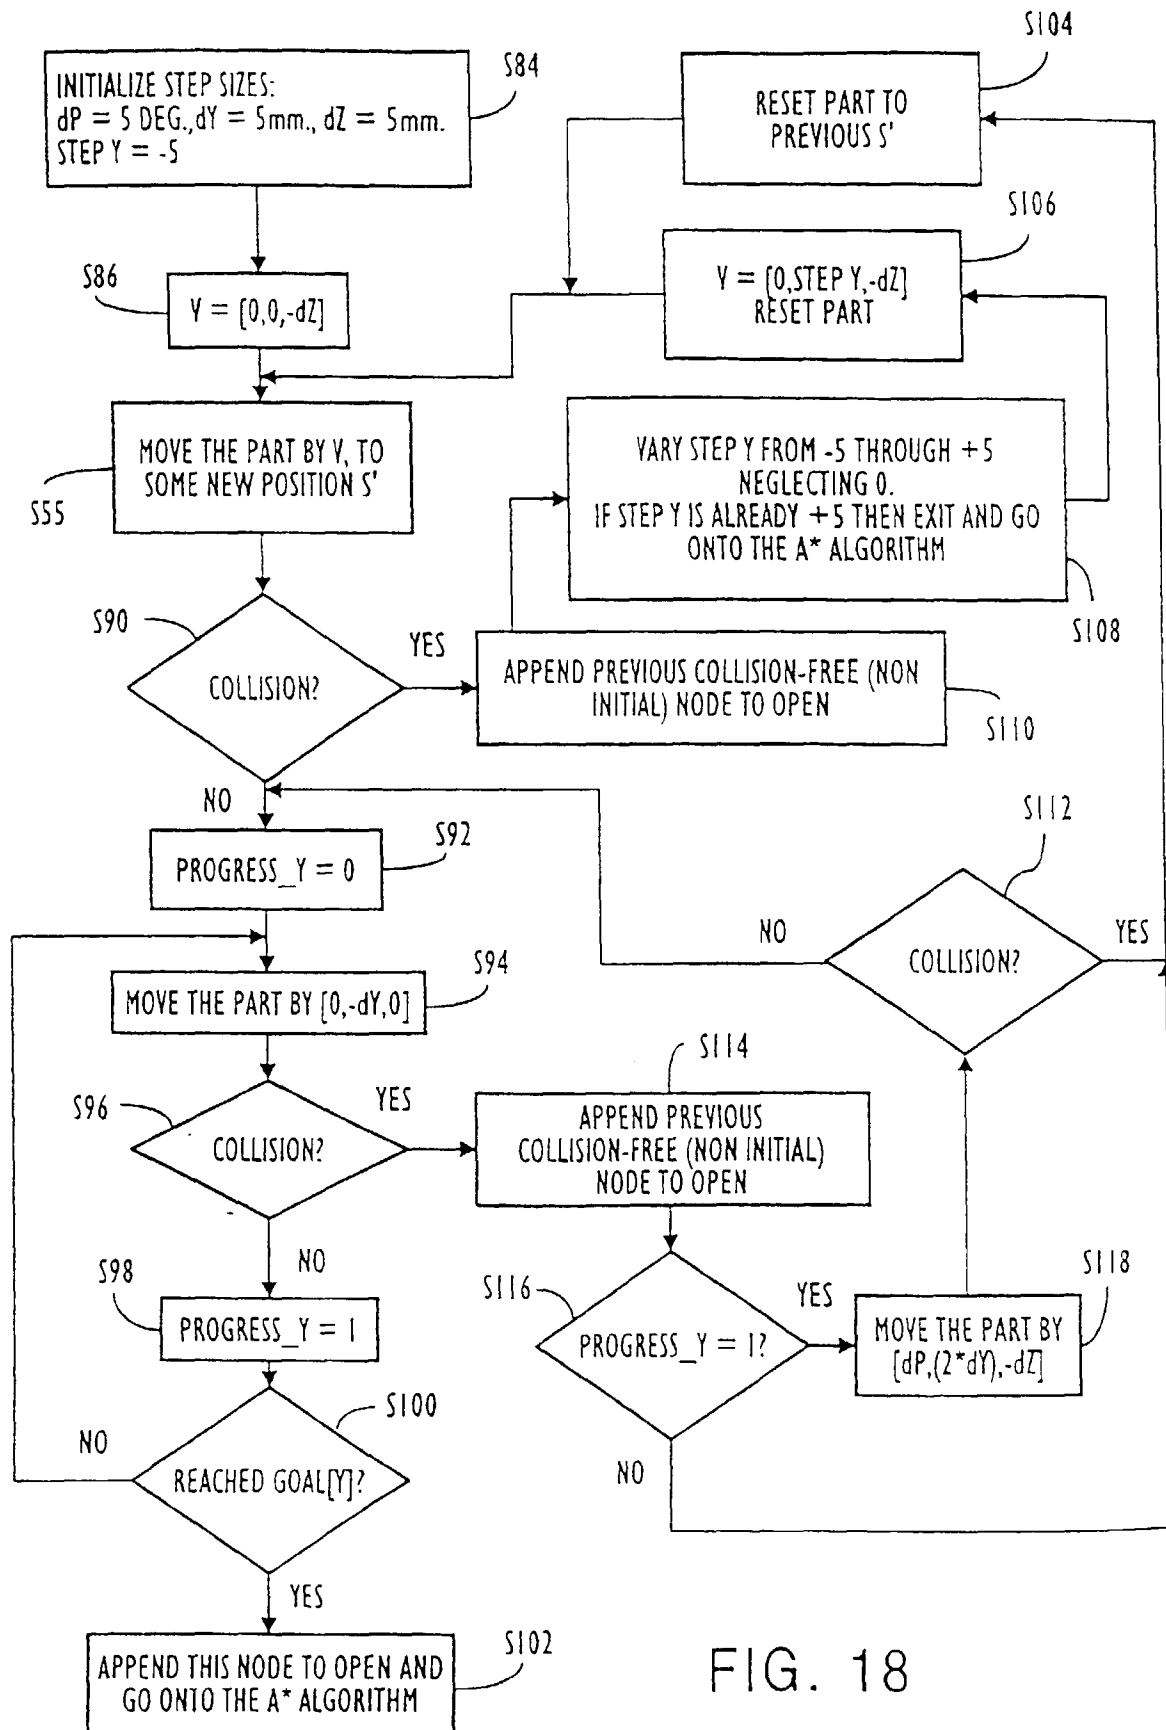 S84
INITIALIZE STEP SIZES:
dP = 5 DEG.,dY = 5mm., dZ = 5mm.
STEP Y = -5
S104
RESET PART TO
PREVIOUS S'
S106
V = [0,STEP Y,-dZ]
RESET PART
S86
V = [0,0,-dZ]
MOVE THE PART BY V, TO
SOME NEW POSITION S'
S55
VARY STEP Y FROM -5 THROUGH +5
NEGLECTING 0.
IF STEP Y IS ALREADY +5 THEN EXIT AND GO
ONTO THE A* ALGORITHM
S108
S90
COLLISION?
YES
NO
APPEND PREVIOUS COLLISION-FREE (NON
INITIAL) NODE TO OPEN
S110
S92
PROGRESS_Y = 0
S112
COLLISION?
NO
YES
S94
MOVE THE PART BY [0,-dY,0]
S96
COLLISION?
YES
NO
S114
APPEND PREVIOUS
COLLISION-FREE (NON INITIAL)
NODE TO OPEN
S98
PROGRESS_Y = 1
S116
PROGRESS_Y = 1?
YES
NO
S118
MOVE THE PART BY
[dP,(2*dY),-dZ]
S100
REACHED GOAL[Y]?
NO
YES
S102
APPEND THIS NODE TO OPEN AND
GO ONTO THE A* ALGORITHM
FIG. 18